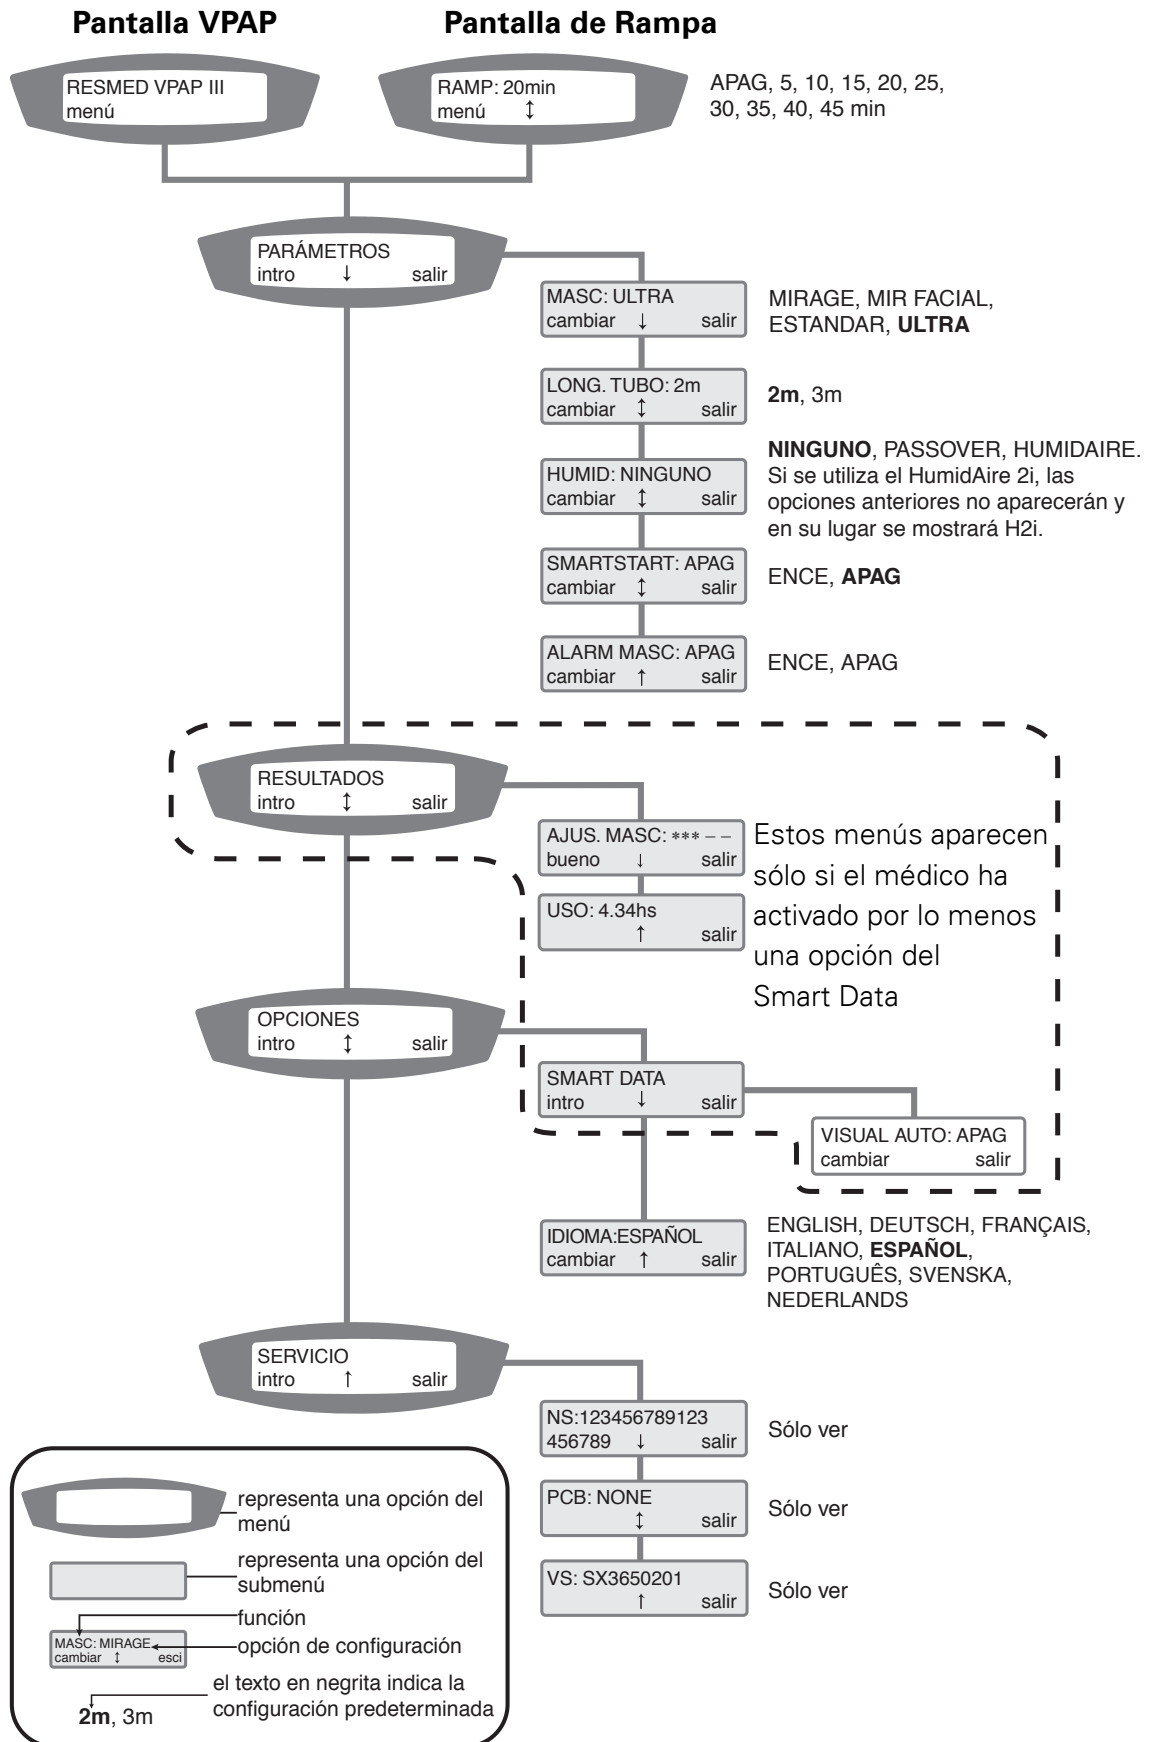 Pantalla VPAP
Pantalla de Rampa
RESMED VPAP III
menú
RAMP: 20min
menú ↕
APAG, 5, 10, 15, 20, 25,
30, 35, 40, 45 min
PARÁMETROS
intro ↓ salir
MASC: ULTRA
cambiar ↓ salir
MIRAGE, MIR FACIAL,
ESTANDAR, ULTRA
LONG. TUBO: 2m
cambiar ↕ salir
2m, 3m
HUMID: NINGUNO
cambiar ↕ salir
NINGUNO, PASSOVER, HUMIDAIRE.
Si se utiliza el HumidAire 2i, las
opciones anteriores no aparecerán y
en su lugar se mostrará H2i.
SMARTSTART: APAG
cambiar ↕ salir
ENCE, APAG
ALARM MASC: APAG
cambiar ↑ salir
ENCE, APAG
RESULTADOS
intro ↕ salir
AJUS. MASC: *** – –
bueno ↓ salir
USO: 4.34hs
↑ salir
Estos menús aparecen
sólo si el médico ha
activado por lo menos
una opción del
Smart Data
OPCIONES
intro ↕ salir
SMART DATA
intro ↓ salir
VISUAL AUTO: APAG
cambiar salir
IDIOMA:ESPAÑOL
cambiar ↑ salir
ENGLISH, DEUTSCH, FRANÇAIS,
ITALIANO, ESPAÑOL,
PORTUGUÊS, SVENSKA,
NEDERLANDS
SERVICIO
intro ↑ salir
NS:123456789123
456789 ↓ salir
Sólo ver
PCB: NONE
↕ salir
Sólo ver
VS: SX3650201
↑ salir
Sólo ver
representa una opción del
menú
representa una opción del
submenú
función
MASC: MIRAGE
cambiar ↕ esci
opción de configuración
el texto en negrita indica la
configuración predeterminada
2m, 3m